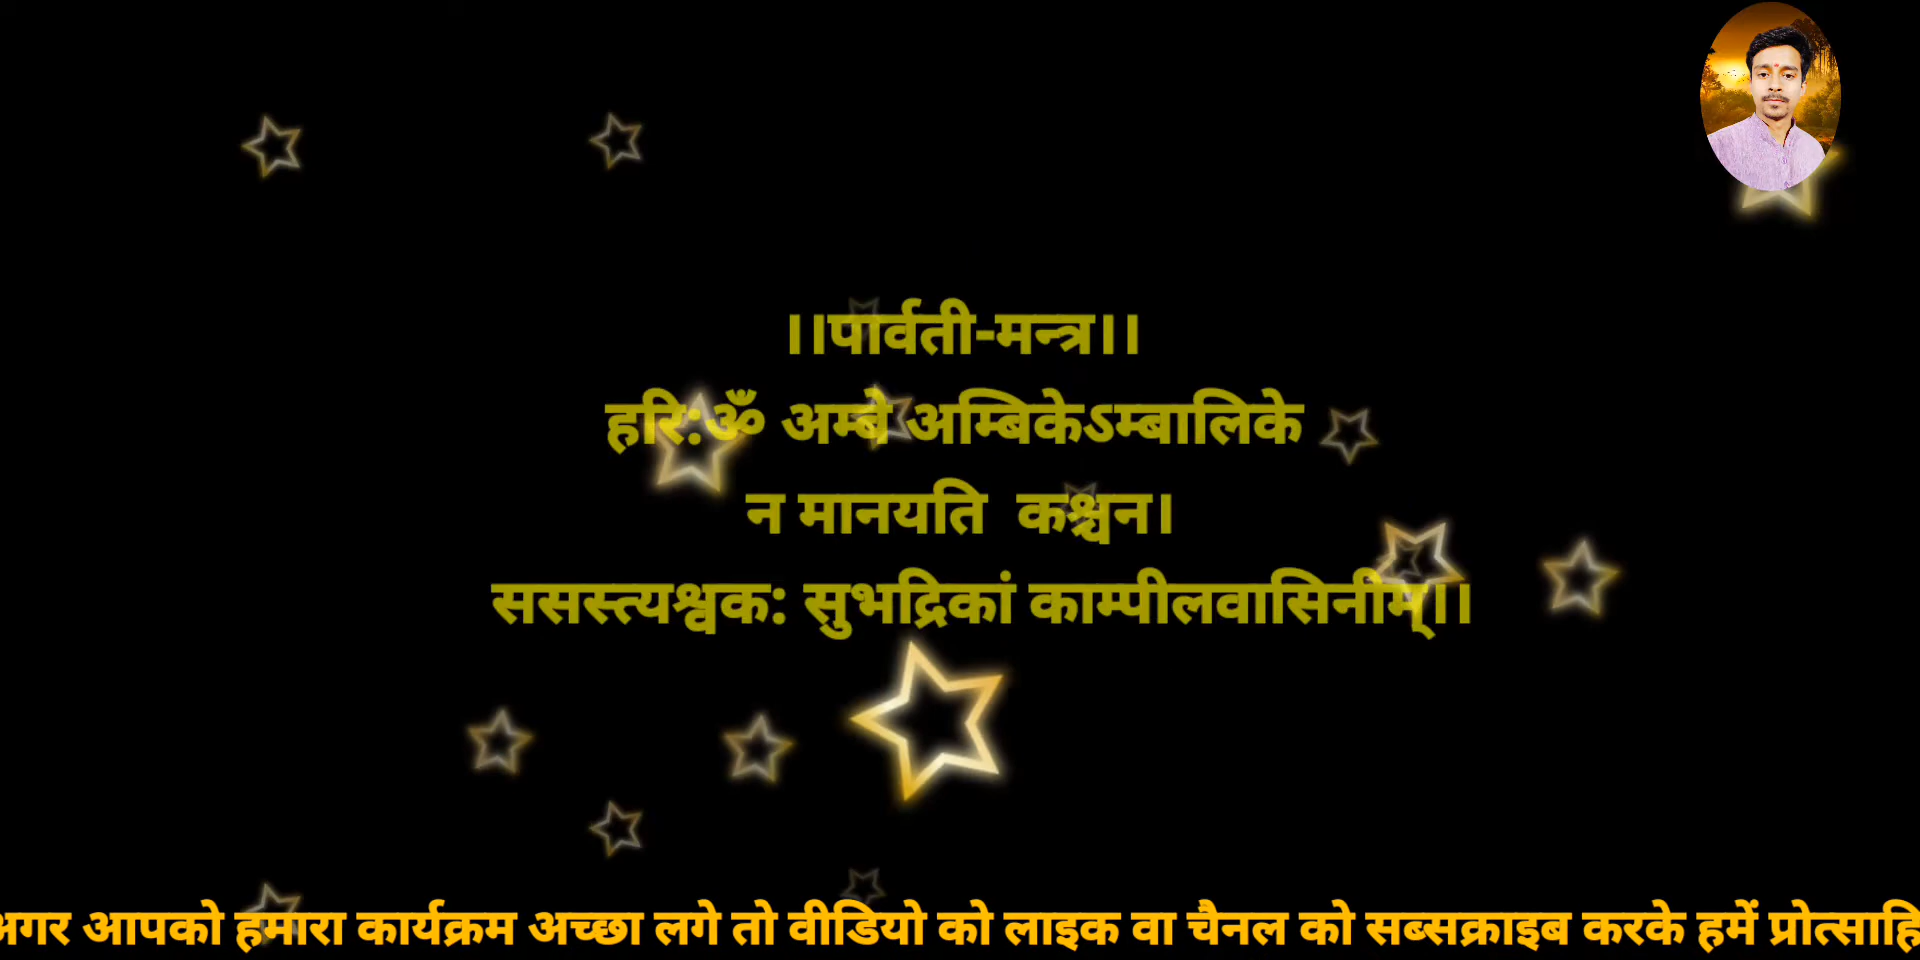 ।।पार्वती-मन्त्र।।
हरि:ॐ अम्बे अम्बिकेऽम्बालिके
न मानयति कश्चन।
ससस्त्यश्वक: सुभद्रिकां काम्पीलवासिनीम्।।
अगर आपको हमारा कार्यक्रम अच्छा लगे तो वीडियो को लाइक वा चैनल को सब्सक्राइब करके हमें